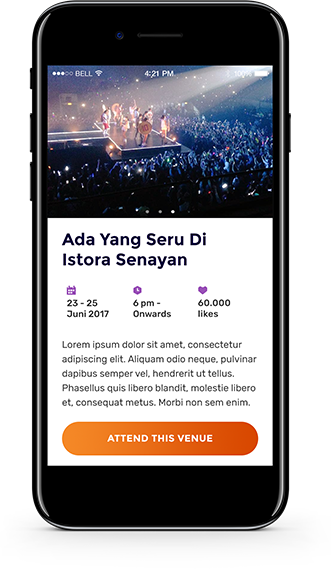 BELL 4:21 PM 100%
Ada Yang Seru Di
Istora Senayan
23 - 25 6 pm - 60.000
Juni 2017 Onwards likes
Lorem ipsum dolor sit amet, consectetur
adipiscing elit. Aliquam odio neque, pulvinar
dapibus semper vel, hendrerit ut tellus.
Phasellus quis libero blandit, molestie libero
et, consequat metus. Morbi non sem enim.
ATTEND THIS VENUE